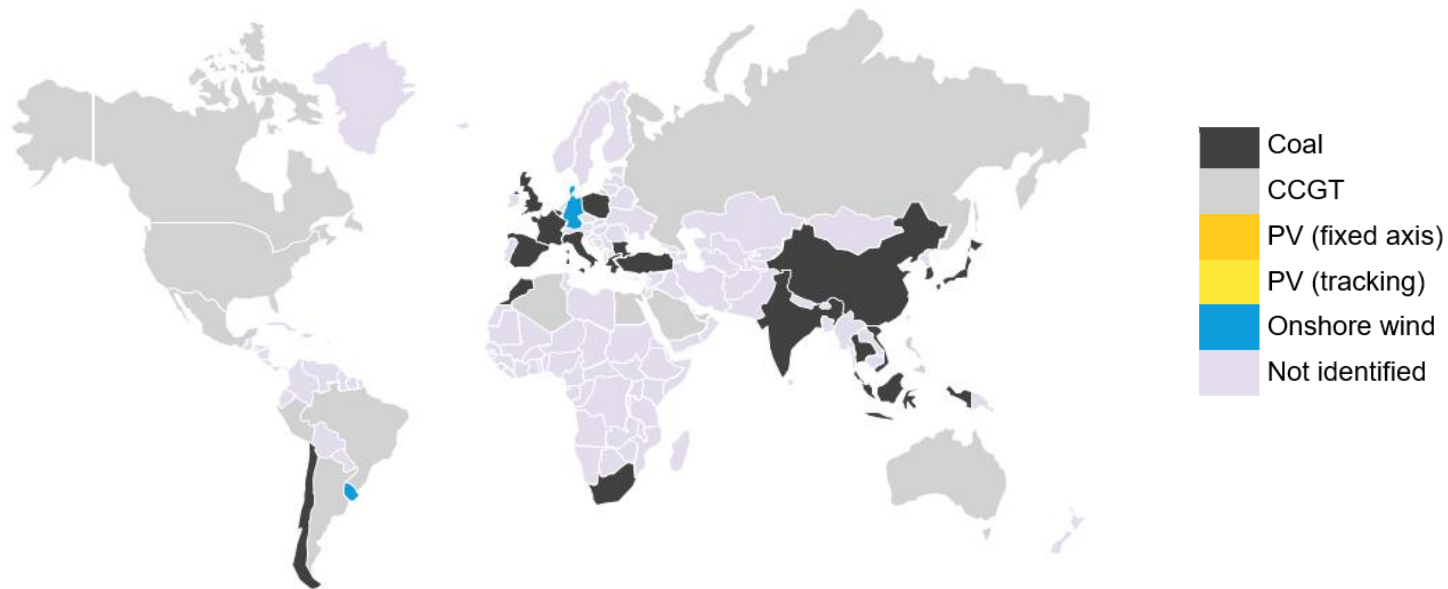 Coal
CCGT
PV (fixed axis)
PV (tracking)
Onshore wind
Not identified